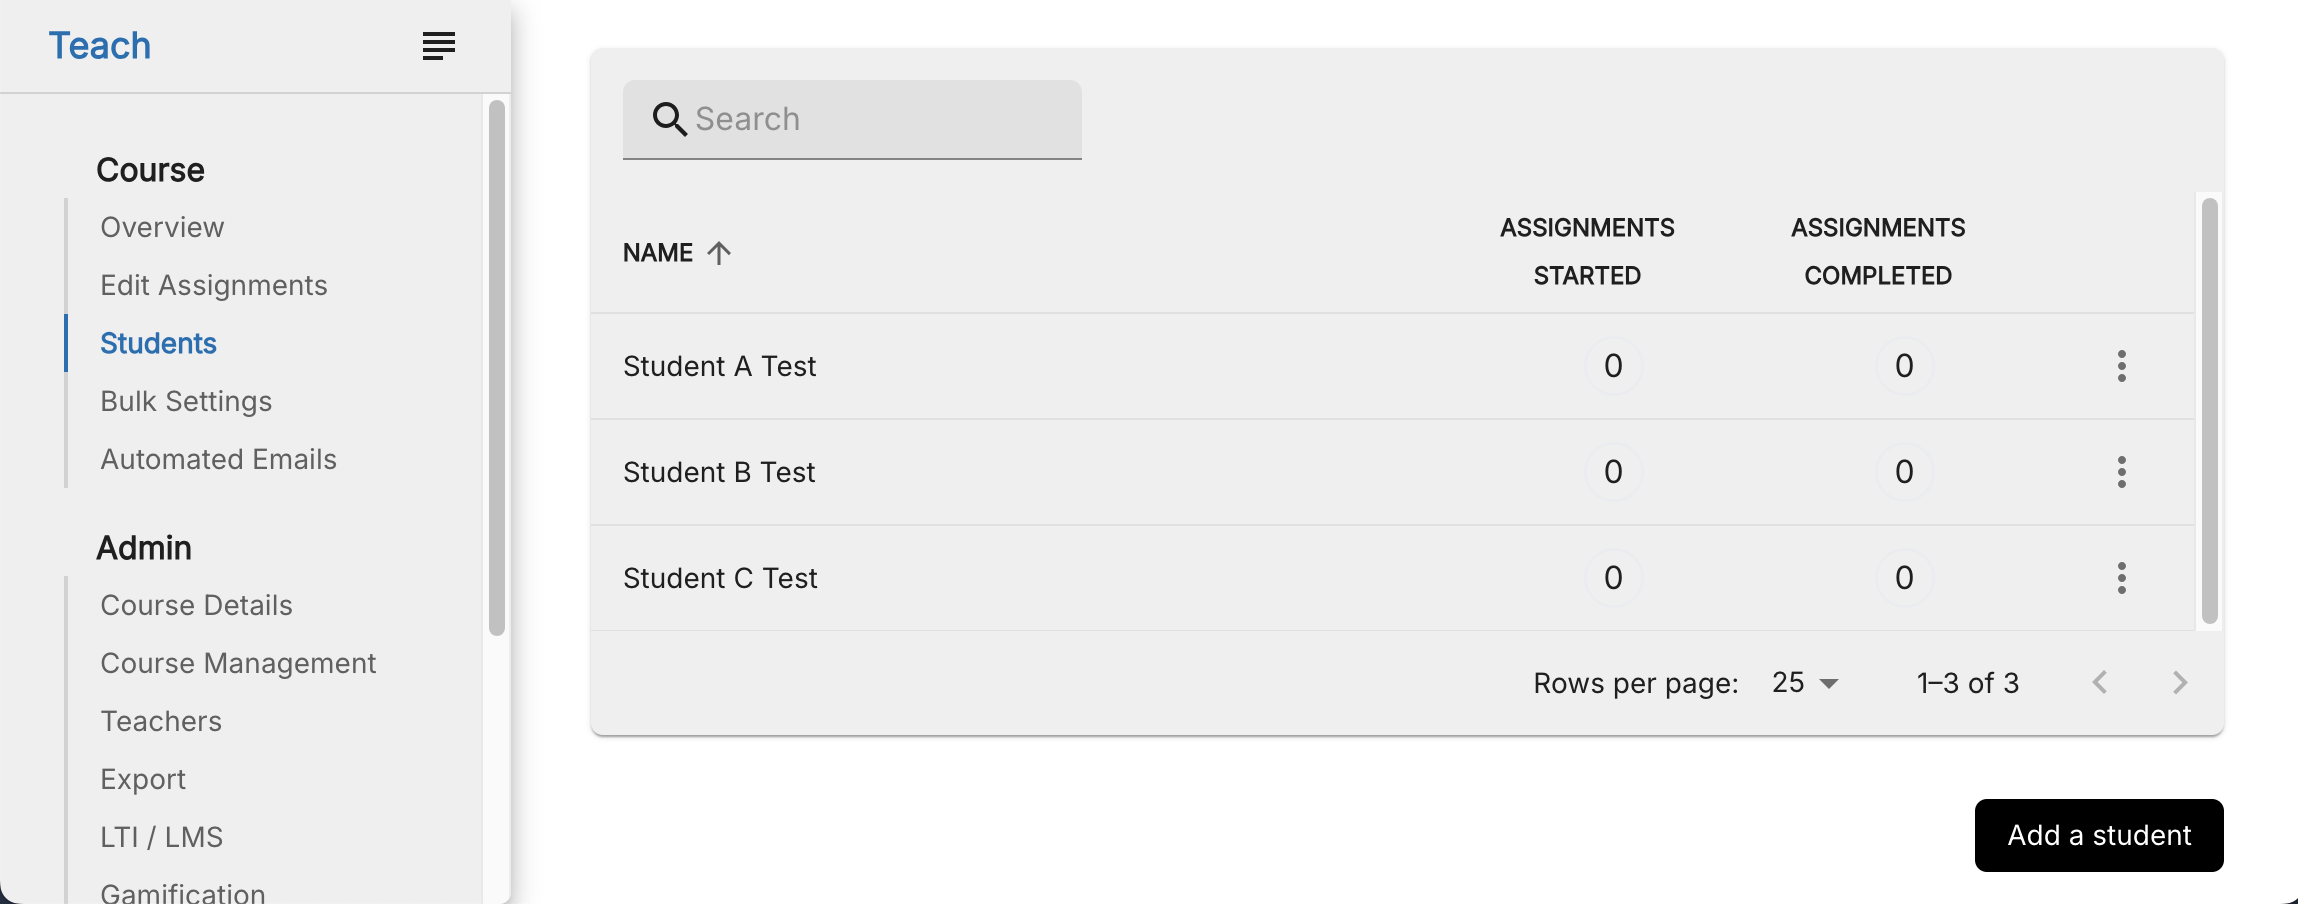 Teach
Course
Overview
Edit Assignments
Students
Bulk Settings
Automated Emails
Admin
Course Details
Course Management
Teachers
Export
LTI / LMS
Gamification
Search
NAME
ASSIGNMENTS
STARTED
ASSIGNMENTS
COMPLETED
Student A Test 0 0
Student B Test 0 0
Student C Test 0 0
Rows per page: 25 1–3 of 3
Add a student